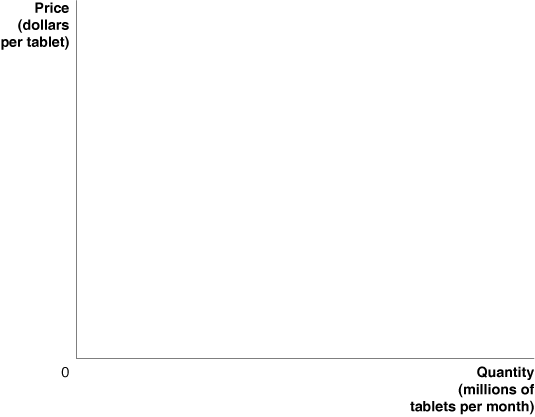 Price
(dollars
per tablet)
0
Quantity
(millions of
tablets per month)